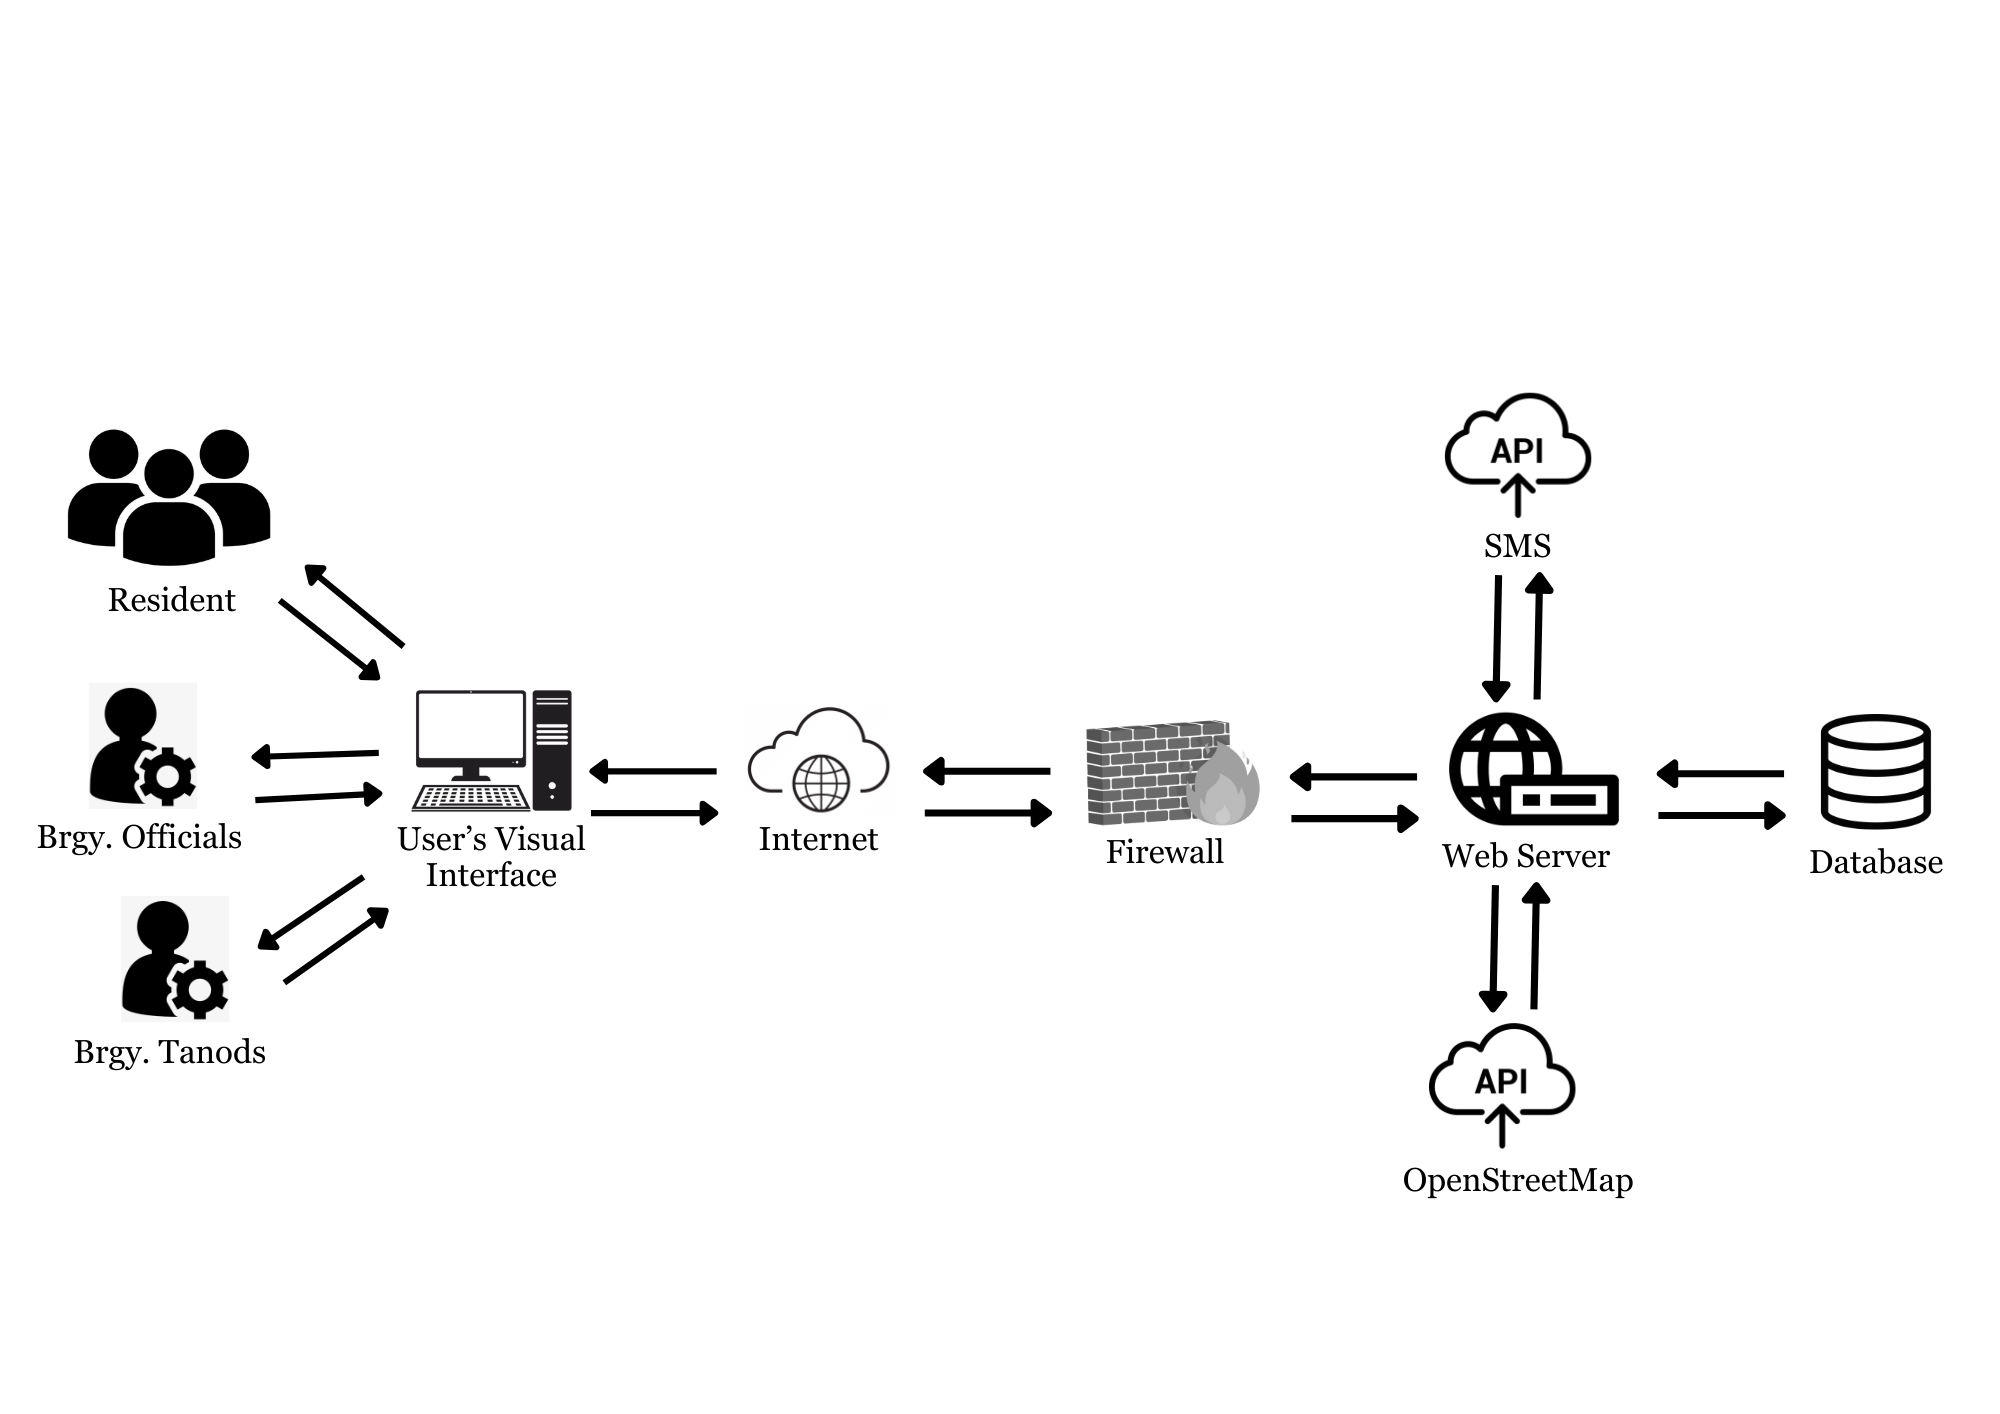 API
SMS
Resident
Brgy. Officials
User’s Visual
Interface
Internet
Firewall
Web Server
Database
Brgy. Tanods
API
OpenStreetMap